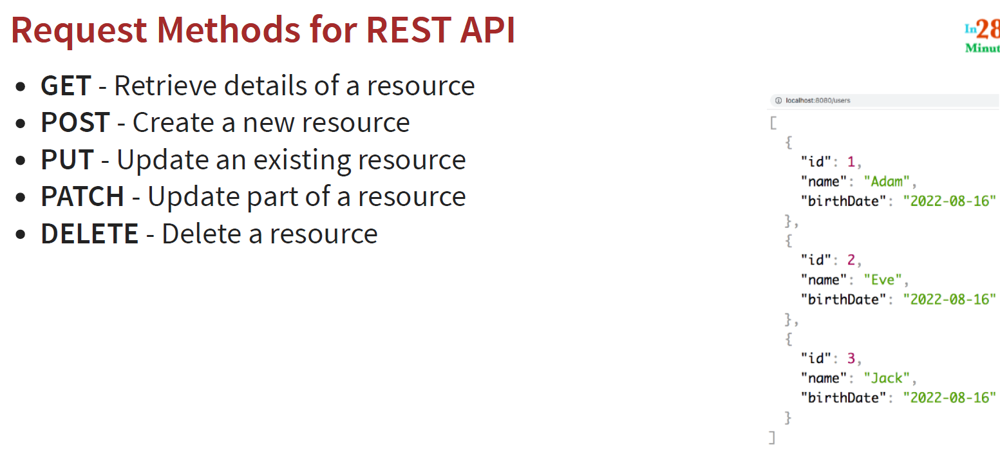 Request Methods for REST API
In28
Minut
• GET - Retrieve details of a resource
• POST - Create a new resource
• PUT - Update an existing resource
• PATCH - Update part of a resource
• DELETE - Delete a resource
localhost:8080/users
[
{
"id": 1,
"name": "Adam",
"birthDate": "2022-08-16"
},
{
"id": 2,
"name": "Eve",
"birthDate": "2022-08-16"
},
{
"id": 3,
"name": "Jack",
"birthDate": "2022-08-16"
}
]